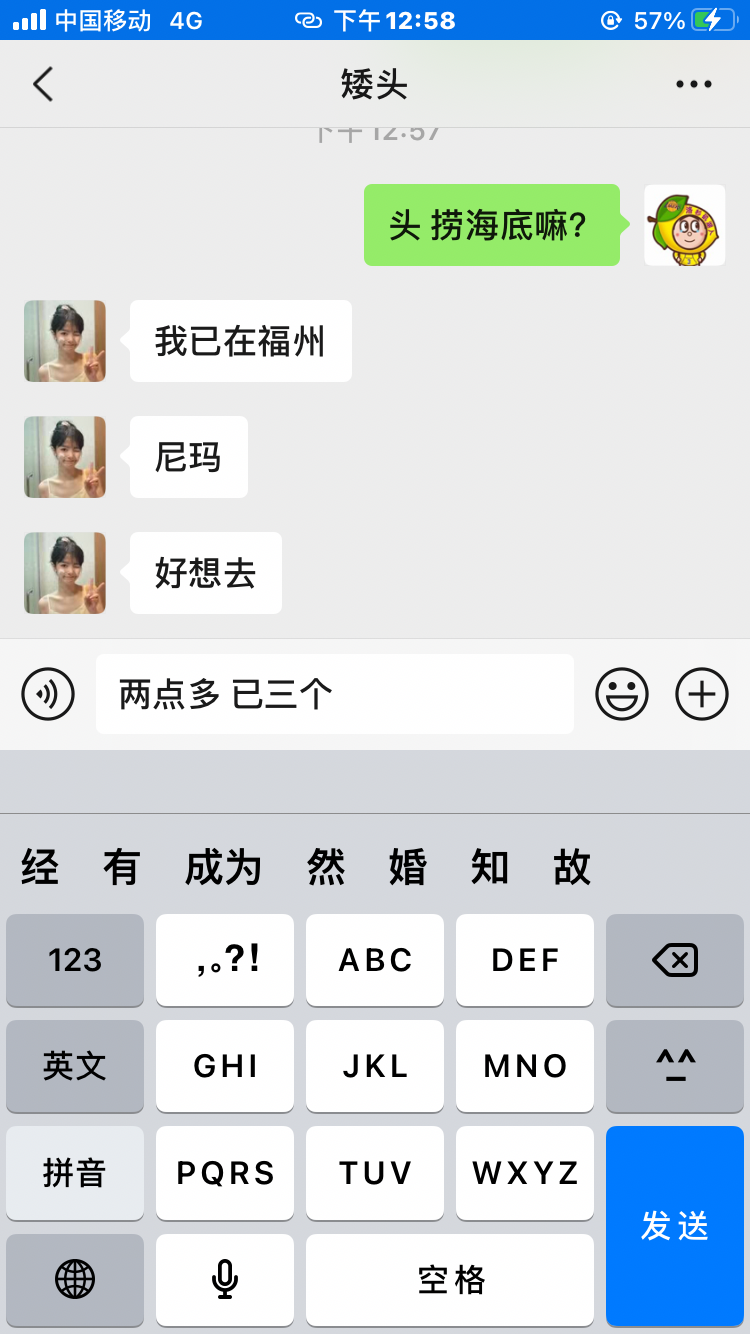 中国移动 4G 下午12:58 57%
矮头
下午 12:57
头 捞海底嘛?
我已在福州
尼玛
好想去
两点多 已三个
经 有 成为 然 婚 知 故
123 ,。?! ABC DEF
英文 GHI JKL MNO ^^
拼音 PQRS TUV WXYZ
发送
空格